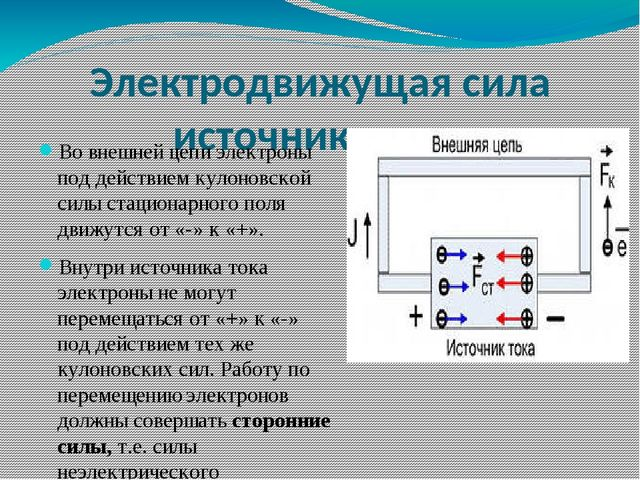 Электродвижущая сила
источник
Во внешней цепи электроны
под действием кулоновской
силы стационарного поля
движутся от «-» к «+».
Внутри источника тока
электроны не могут
перемещаться от «+» к «-»
под действием тех же
кулоновских сил. Работу по
перемещению электронов
должны совершать сторонние
силы, т.е. силы
неэлектрического
Внешняя цепь
Fк
J
e
Fст
+
−
Источник тока